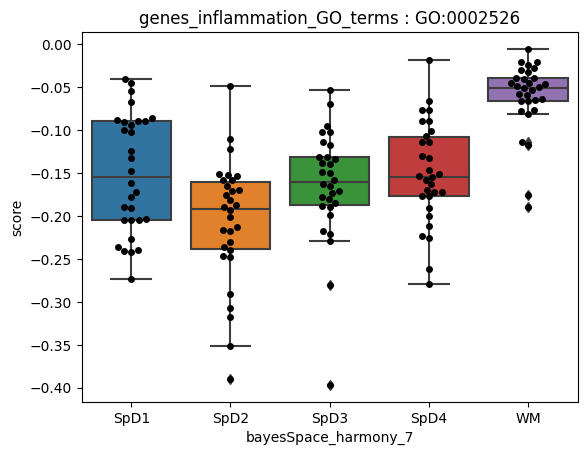 genes_inflammation_GO_terms : GO:0002526
0.00
−0.05
−0.10
−0.15
−0.20
−0.25
−0.30
−0.35
−0.40
score
SpD1 SpD2 SpD3 SpD4 WM
bayesSpace_harmony_7